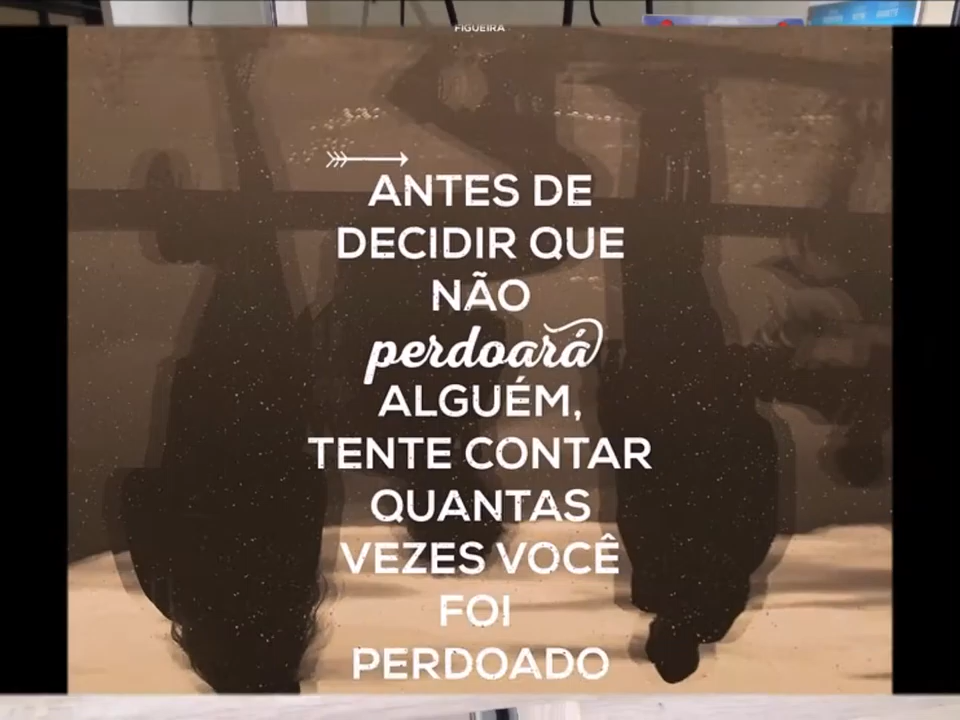 FIGUEIRA
ANTES DE
DECIDIR QUE
NÃO
perdoará
ALGUÉM,
TENTE CONTAR
QUANTAS
VEZES VOCÊ
FOI
PERDOADO